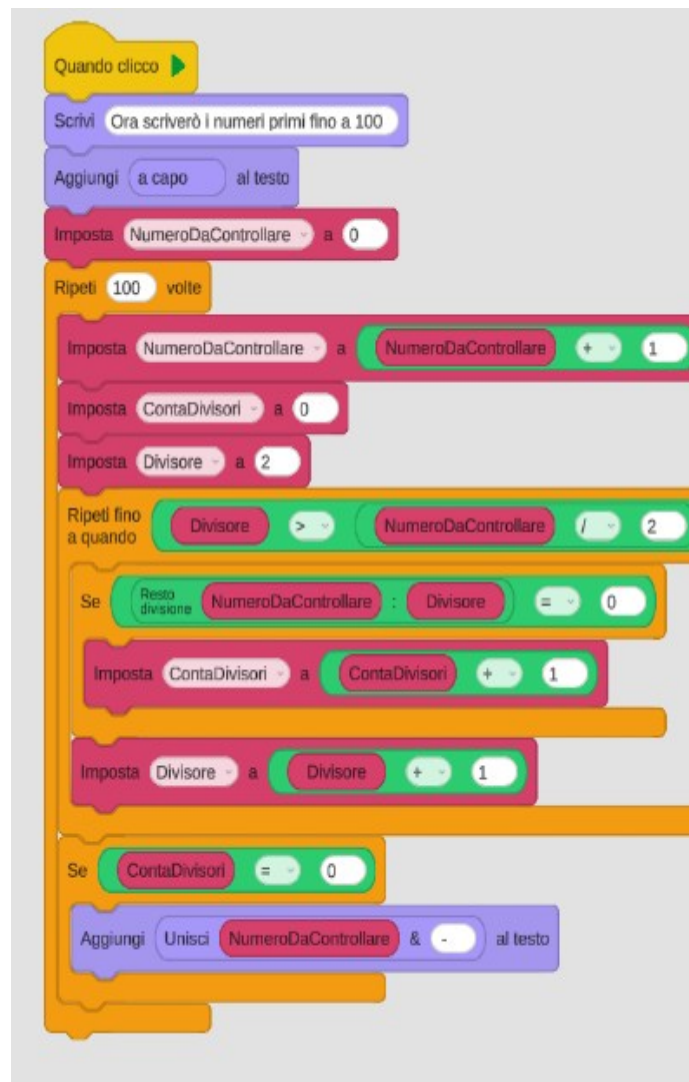 Quando clicco
Scrivi Ora scriverò i numeri primi fino a 100
Aggiungi a capo al testo
Imposta NumeroDaControllare a 0
Ripeti 100 volte
Imposta NumeroDaControllare a NumeroDaControllare + 1
Imposta ContaDivisori a 0
Imposta Divisore a 2
Ripeti fino
a quando Divisore > NumeroDaControllare / 2
Se Resto divisione NumeroDaControllare : Divisore = 0
Imposta ContaDivisori a ContaDivisori + 1
Imposta Divisore a Divisore + 1
Se ContaDivisori = 0
Aggiungi Unisci NumeroDaControllare & - al testo